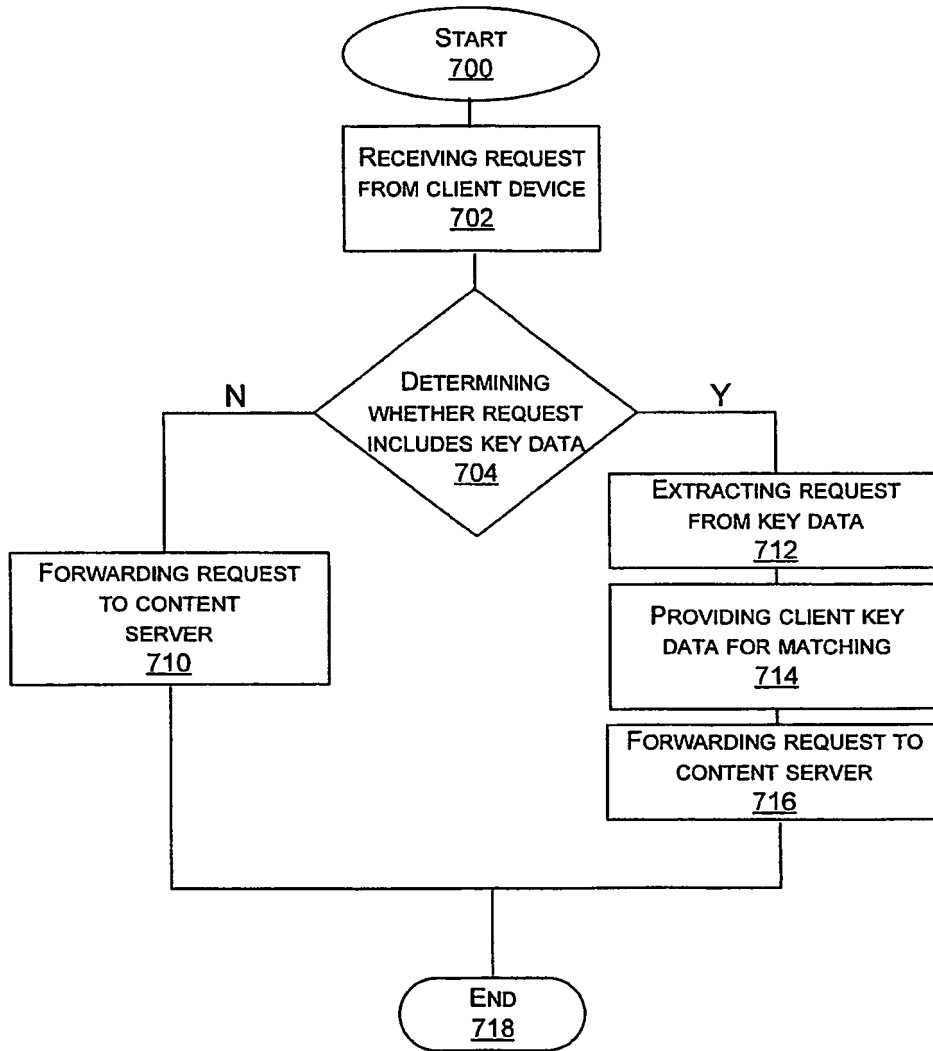 START
700
RECEIVING REQUEST
FROM CLIENT DEVICE
702
DETERMINING
WHETHER REQUEST
INCLUDES KEY DATA
704
N
Y
EXTRACTING REQUEST
FROM KEY DATA
712
FORWARDING REQUEST
TO CONTENT
SERVER
710
PROVIDING CLIENT KEY
DATA FOR MATCHING
714
FORWARDING REQUEST TO
CONTENT SERVER
716
END
718